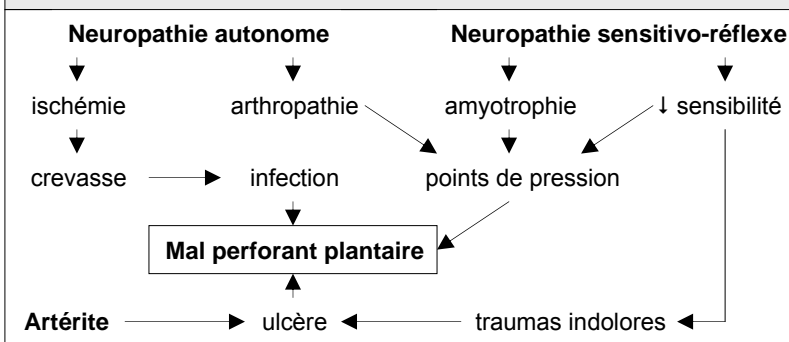 Neuropathie autonome Neuropathie sensitivo-réflexe
ischémie arthropathie amyotrophie ↓ sensibilité
crevasse infection points de pression
Mal perforant plantaire
Artérite ulcère traumas indolores